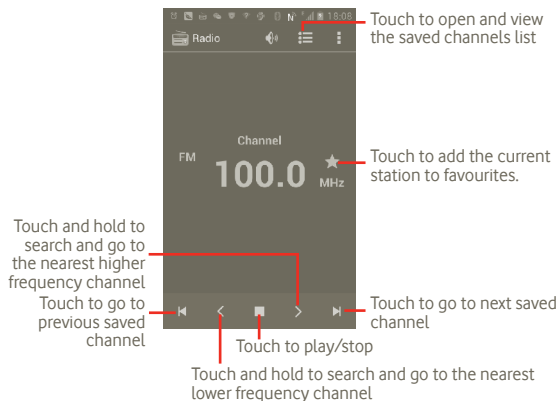 18:06
Radio
Touch to open and view
the saved channels list
Channel
FM
100.0
MHz
Touch to add the current
station to favourites.
Touch and hold to
search and go to
the nearest higher
frequency channel
Touch to go to
previous saved
channel
Touch to go to next saved
channel
Touch to play/stop
Touch and hold to search and go to the nearest
lower frequency channel